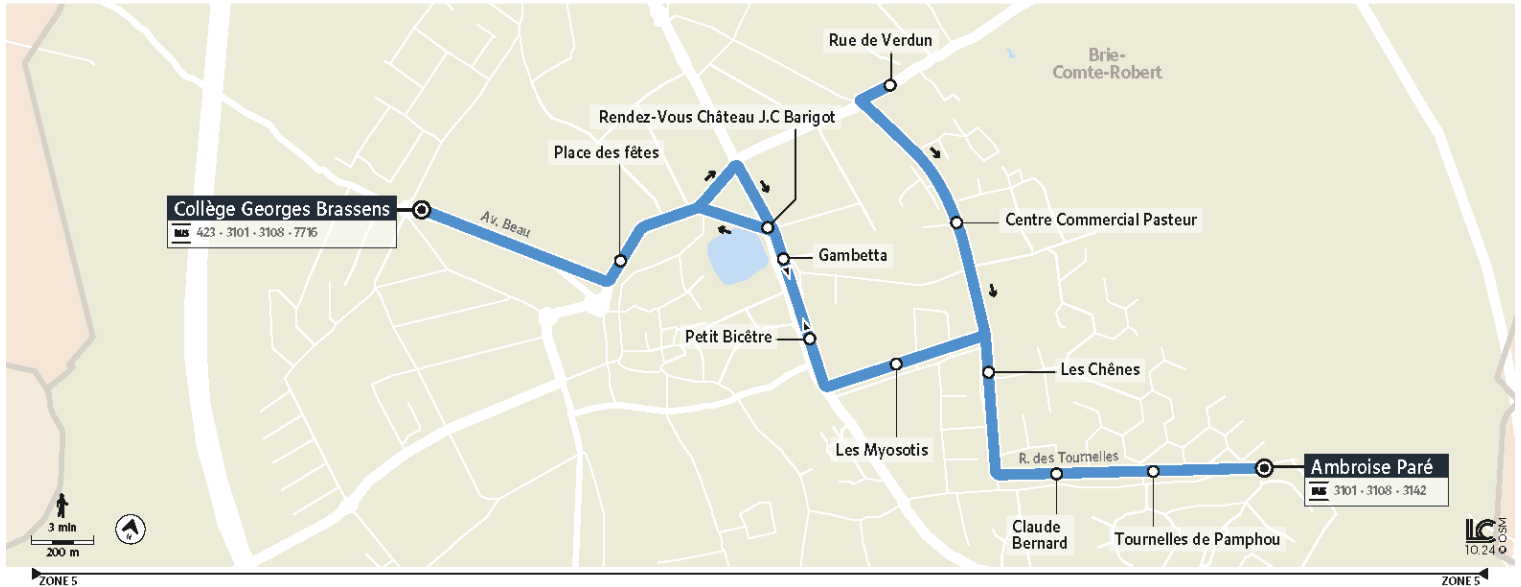 Rue de Verdun
Brie-
Comte-Robert
Rendez-Vous Château J.C Barigot
Place des fêtes
Collège Georges Brassens
BUS 423 · 3101 · 3108 · 7716
Av. Beau
Centre Commercial Pasteur
Gambetta
Petit Bicêtre
Les Chênes
Les Myosotis
R. des Tournelles
Ambroise Paré
BUS 3101 · 3108 · 3142
Claude
Bernard
Tournelles de Pamphou
3 min
200 m
N
LC
10.24 © OSM
ZONE 5
ZONE 5